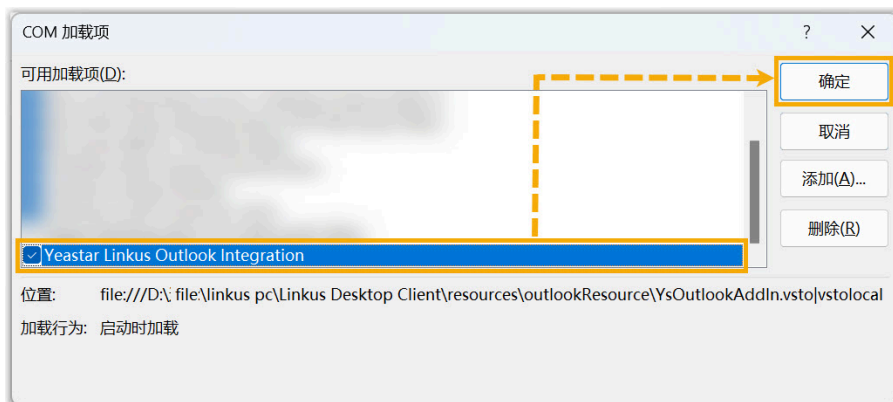 COM 加载项
? ×
可用加载项(D):
确定
取消
添加(A)...
删除(R)
Yeastar Linkus Outlook Integration
位置: file:///D:\ file:\linkus pc\Linkus Desktop Client\resources\outlookResource\YsOutlookAddIn.vsto|vstolocal
加载行为: 启动时加载